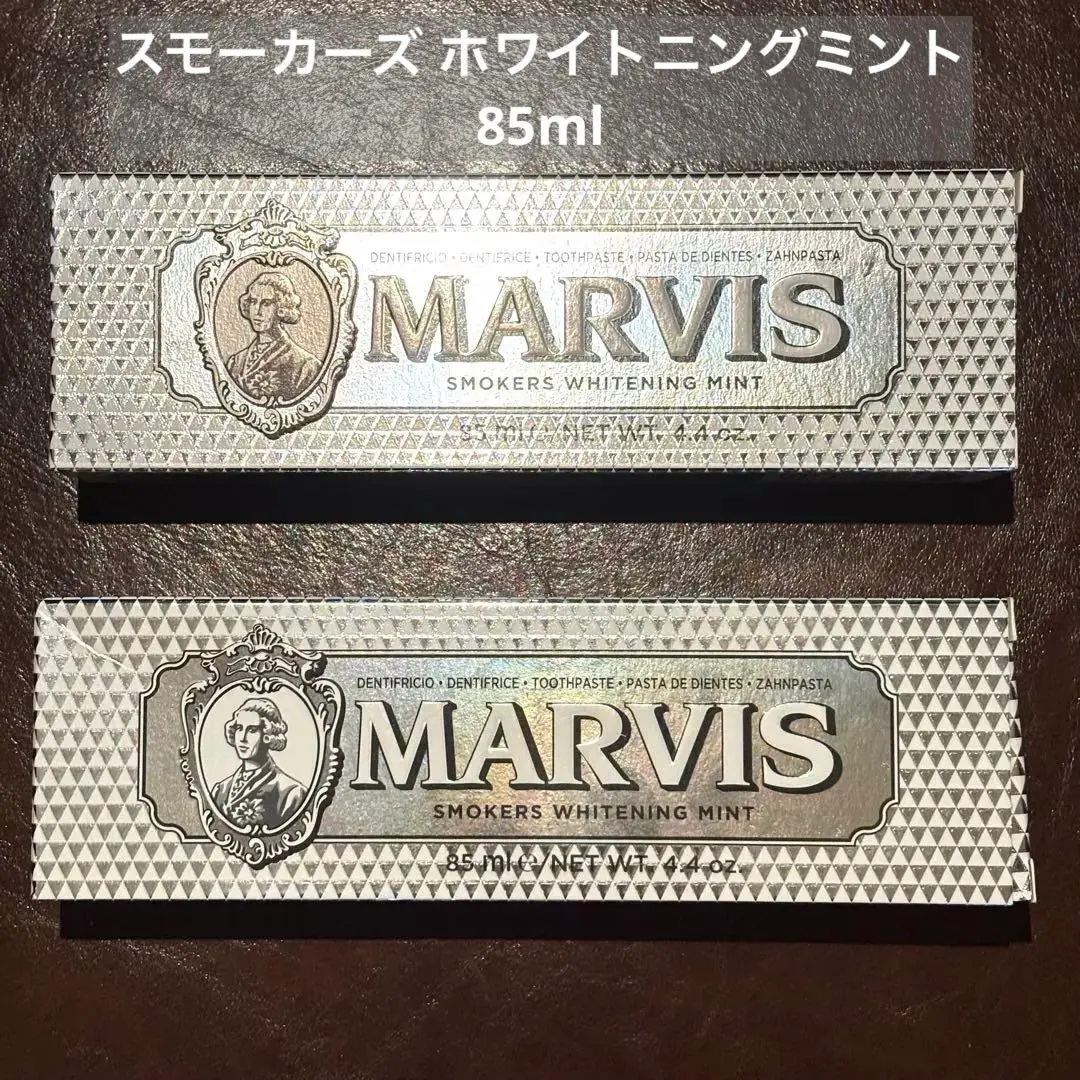 スモーカーズ ホワイトニングミント
85ml
DENTIFRICIO • DENTIFRICE • TOOTHPASTE • PASTA DE DIENTES • ZAHNPASTA
MARVIS
SMOKERS WHITENING MINT
85 ml ℮/NET WT. 4.4 oz.
DENTIFRICIO • DENTIFRICE • TOOTHPASTE • PASTA DE DIENTES • ZAHNPASTA
MARVIS
SMOKERS WHITENING MINT
85 ml ℮/NET WT. 4.4 oz.